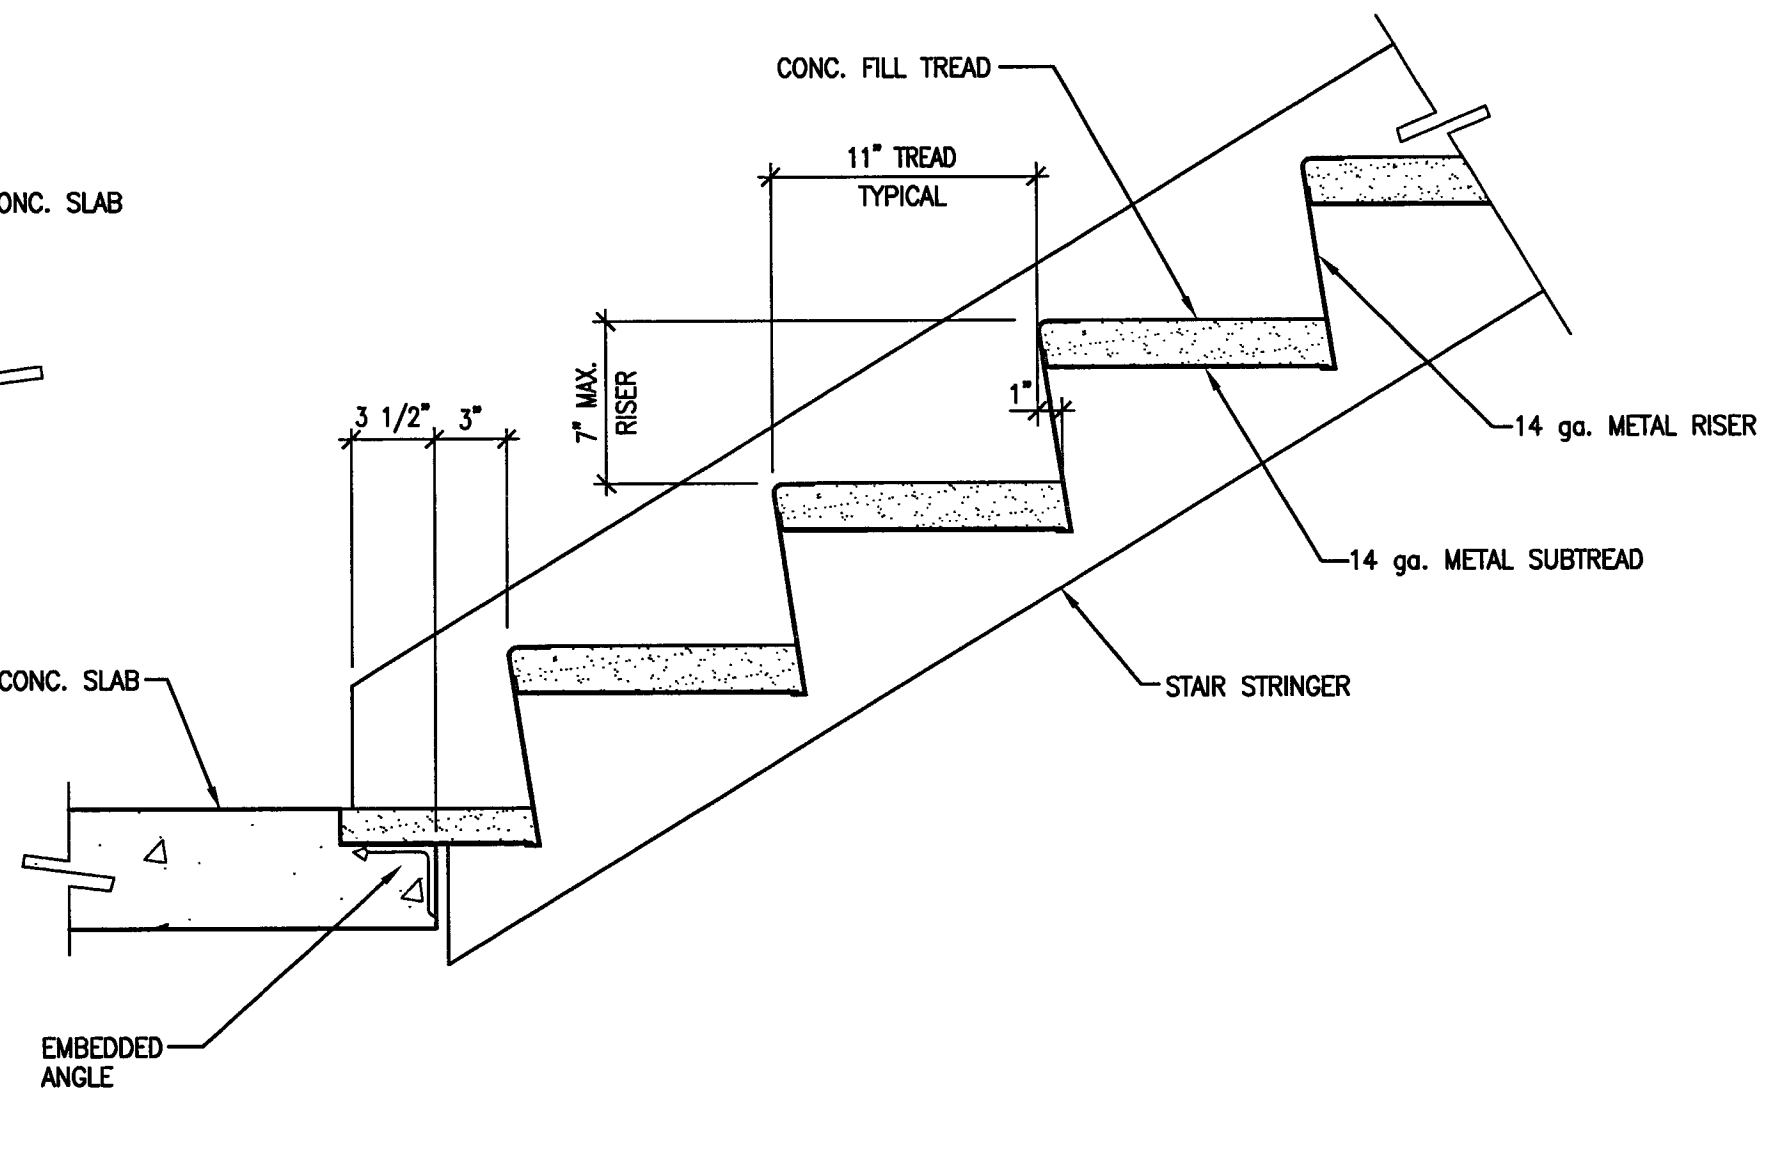 CONC. FILL TREAD
11" TREAD
TYPICAL
ONC. SLAB
7" MAX.
RISER
1"
3 1/2"
3"
14 ga. METAL RISER
14 ga. METAL SUBTREAD
CONC. SLAB
STAIR STRINGER
EMBEDDED
ANGLE